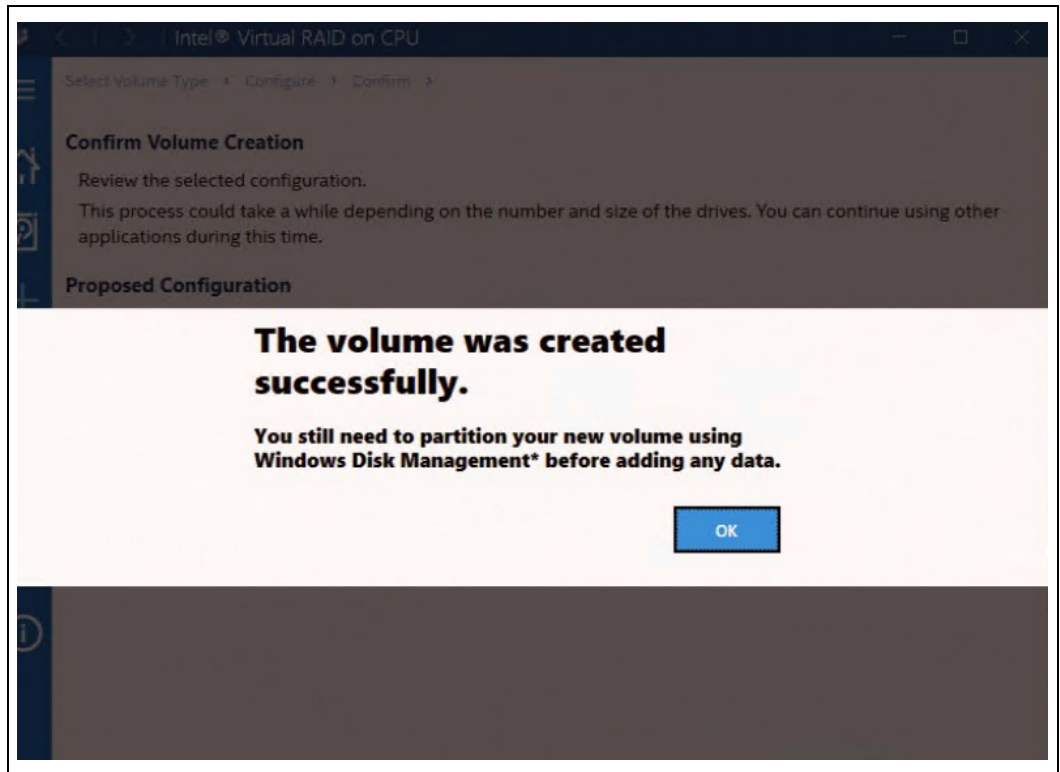 Intel® Virtual RAID on CPU
Select Volume Type
Configure
Confirm
Confirm Volume Creation
Review the selected configuration.
This process could take a while depending on the number and size of the drives. You can continue using other
applications during this time.
Proposed Configuration
The volume was created
successfully.
You still need to partition your new volume using
Windows Disk Management* before adding any data.
OK